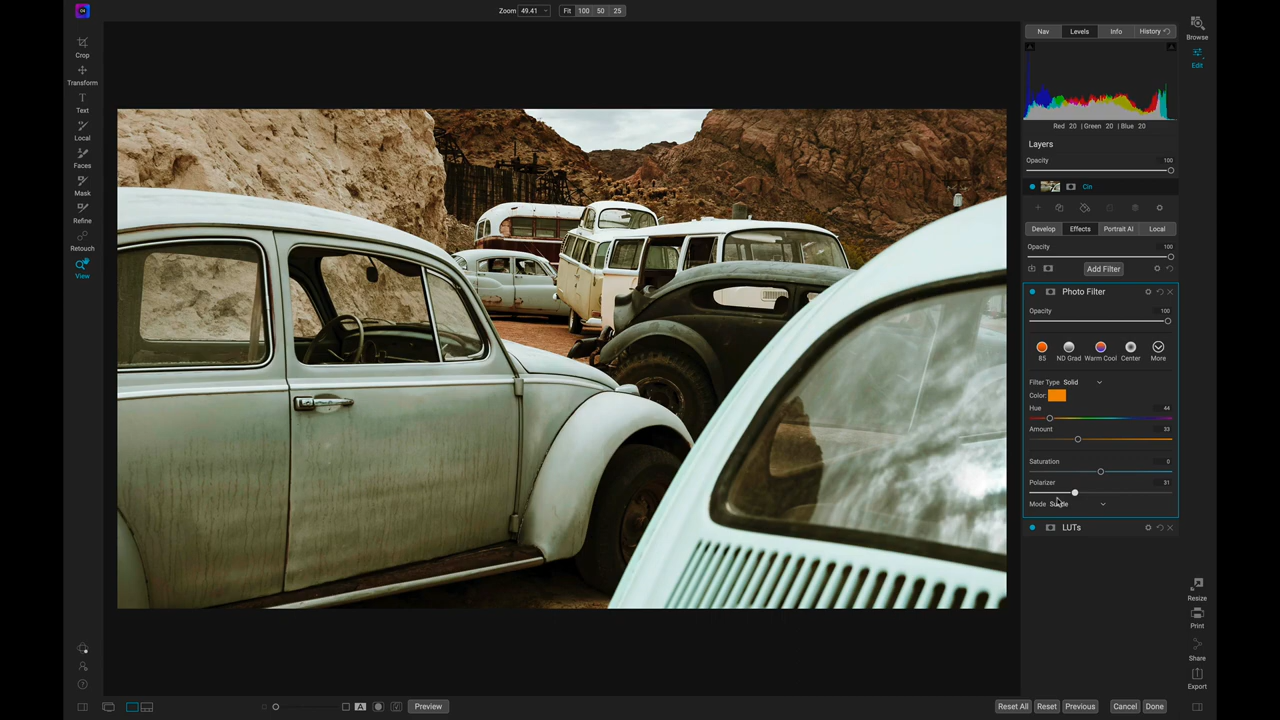 Zoom 49.41 Fit 100 50 25
Nav Levels Info History
Browse
Crop
Edit
Transform
Text
Red 20 | Green 20 | Blue 20
Local
Layers
Faces
Opacity 100
Mask
Cin
Refine
Develop Effects Portrait AI Local
Retouch
Opacity 100
View
Add Filter
Photo Filter
Opacity 100
85 ND Grad Warm Cool Center More
Filter Type Solid
Color:
Hue 44
Amount 33
Saturation 0
Polarizer 31
Mode
LUTs
Resize
Print
Share
Export
A Preview Reset All Reset Previous Cancel Done